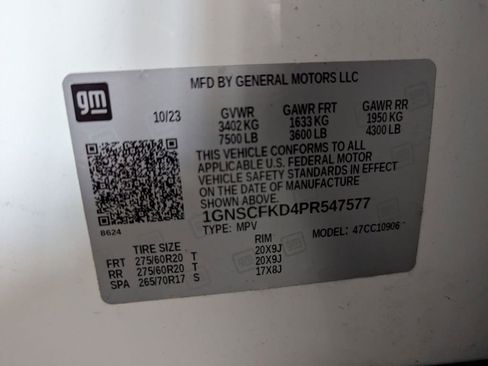 gm
MFD BY GENERAL MOTORS LLC
10/23 GVWR GAWR FRT GAWR RR
3402 KG 1633 KG 1950 KG
7500 LB 3600 LB 4300 LB
THIS VEHICLE CONFORMS TO ALL
APPLICABLE U.S. FEDERAL MOTOR
VEHICLE SAFETY STANDARDS IN
EFFECT ON THE DATE OF MANUFACTURE
SHOWN ABOVE.
1GNSCFKD4PR547577
8624
TYPE: MPV MODEL: 47CC10906
TIRE SIZE RIM
FRT 275/60R20 T 20X9J
RR 275/60R20 T 20X9J
SPA 265/70R17 S 17X8J